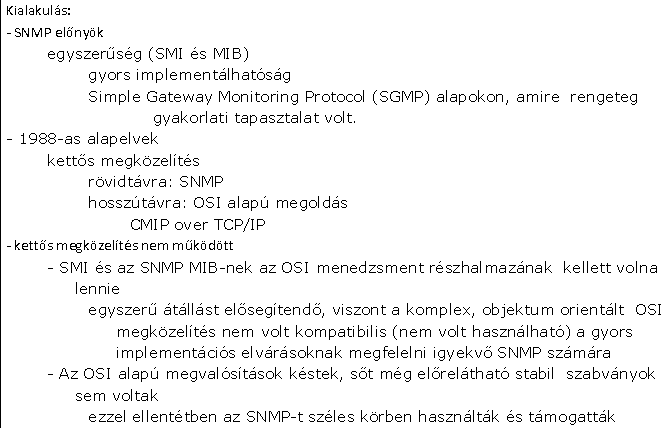 Kialakulás:
- SNMP előnyök
egyszerűség (SMI és MIB)
gyors implementálhatóság
Simple Gateway Monitoring Protocol (SGMP) alapokon, amire rengeteg
gyakorlati tapasztalat volt.
- 1988-as alapelvek
kettős megközelítés
rövidtávra: SNMP
hosszútávra: OSI alapú megoldás
CMIP over TCP/IP
- kettős megközelítés nem működött
- SMI és az SNMP MIB-nek az OSI menedzsment részhalmazának kellett volna
lennie
egyszerű átállást elősegítendő, viszont a komplex, objektum orientált OSI
megközelítés nem volt kompatibilis (nem volt használható) a gyors
implementációs elvárásoknak megfelelni igyekvő SNMP számára
- Az OSI alapú megvalósítások késtek, sőt még előrelátható stabil szabványok
sem voltak
ezzel ellentétben az SNMP-t széles körben használták és támogatták